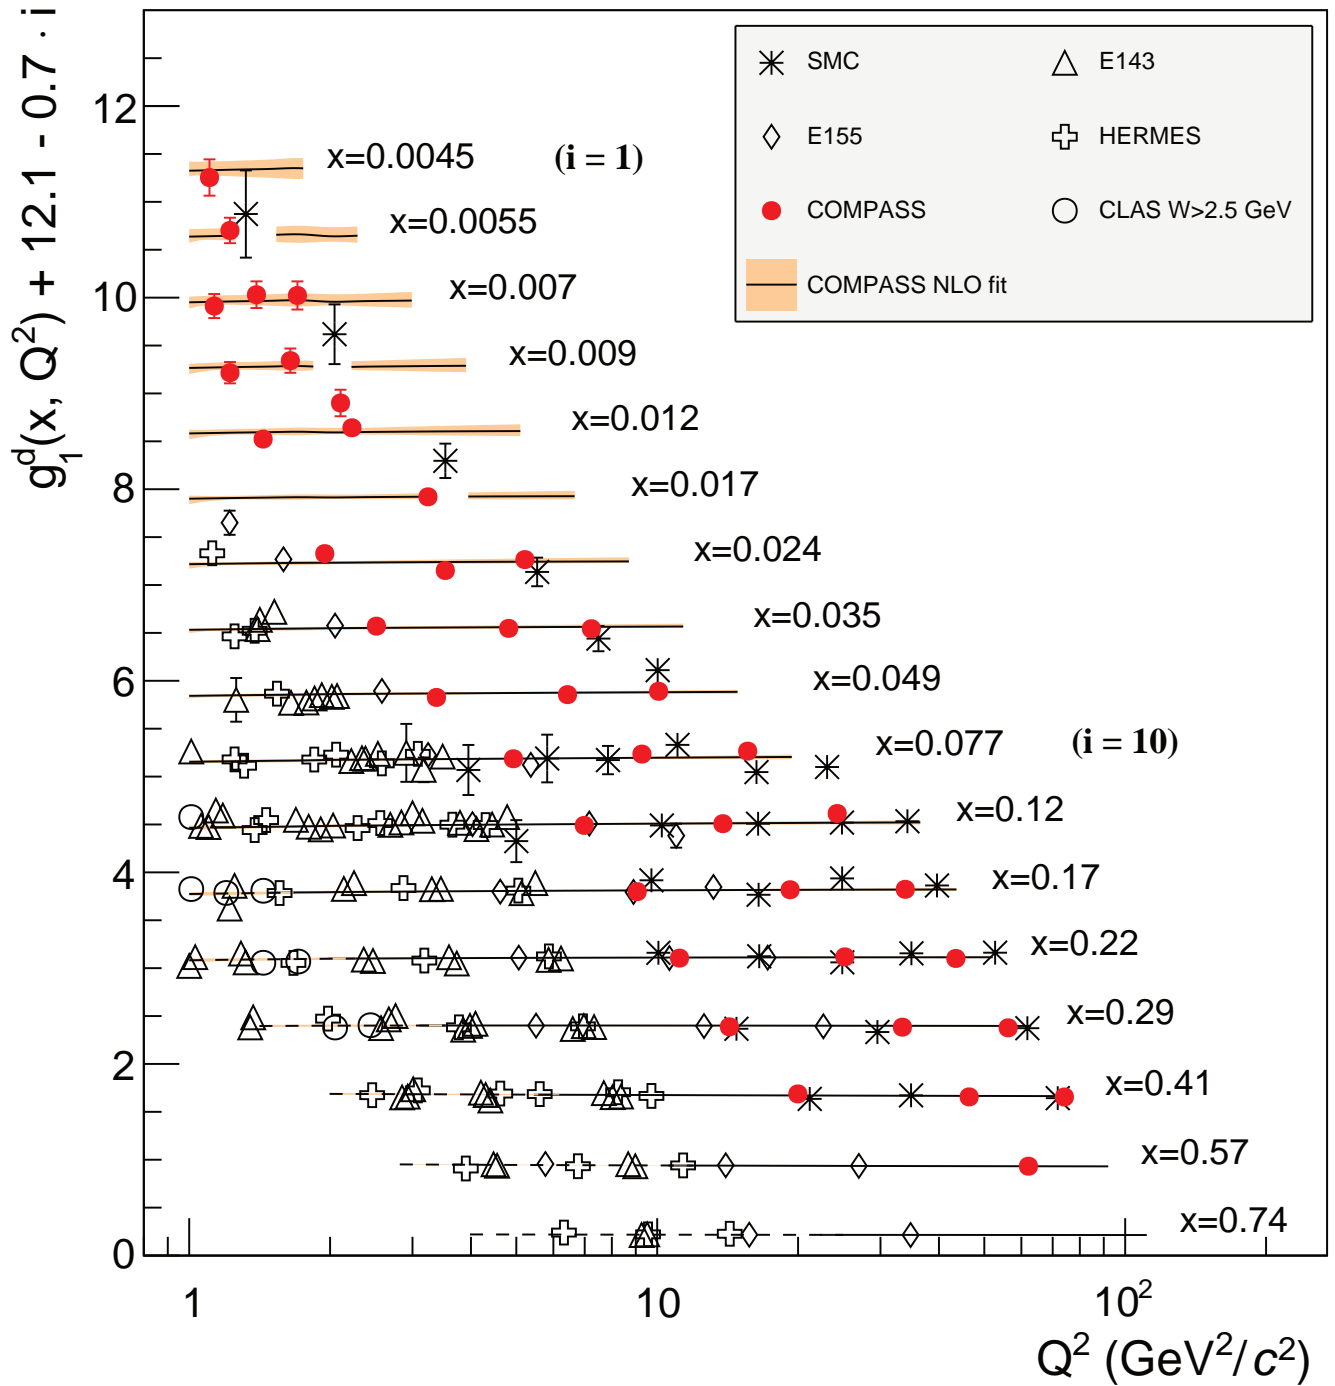 g₁ᵈ(x, Q²) + 12.1 - 0.7 · i
12
10
8
6
4
2
0
SMC
E143
E155
HERMES
COMPASS
CLAS W>2.5 GeV
COMPASS NLO fit
x=0.0045 (i = 1)
x=0.0055
x=0.007
x=0.009
x=0.012
x=0.017
x=0.024
x=0.035
x=0.049
x=0.077 (i = 10)
x=0.12
x=0.17
x=0.22
x=0.29
x=0.41
x=0.57
x=0.74
1 10 10²
Q² (GeV²/c²)